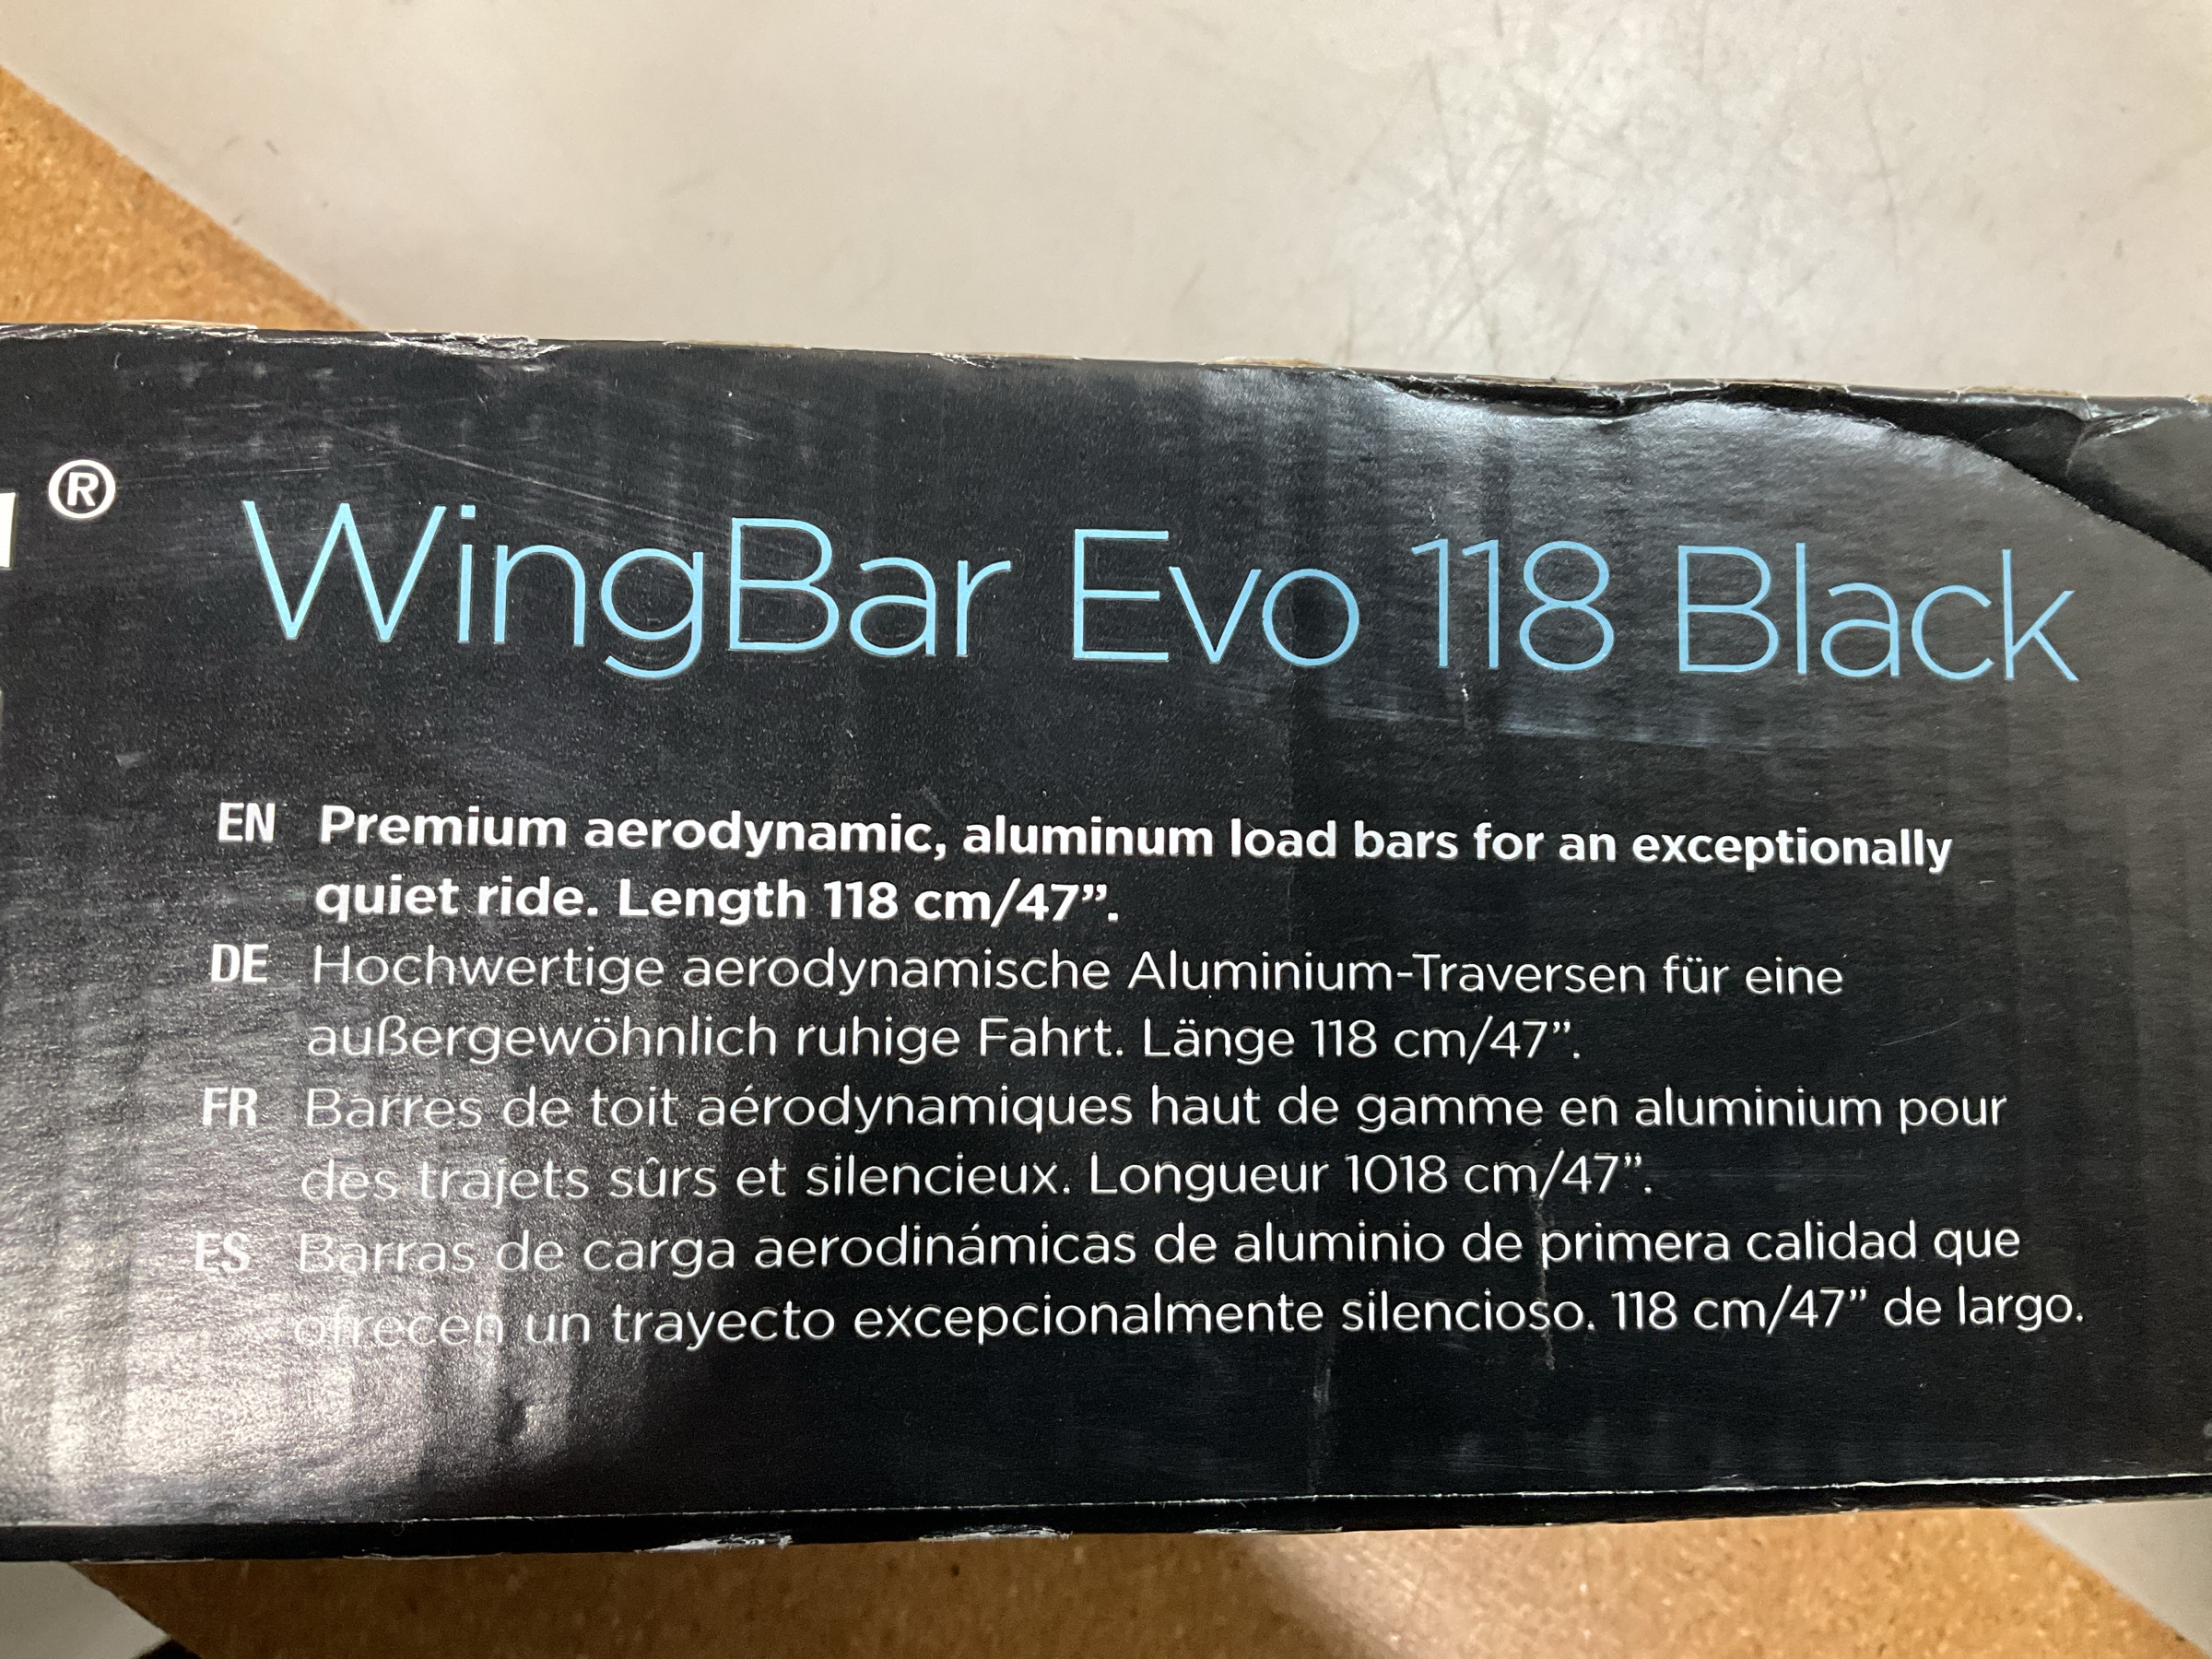 ® WingBar Evo 118 Black
EN Premium aerodynamic, aluminum load bars for an exceptionally
quiet ride. Length 118 cm/47”.
DE Hochwertige aerodynamische Aluminium-Traversen für eine
außergewöhnlich ruhige Fahrt. Länge 118 cm/47”.
FR Barres de toit aérodynamiques haut de gamme en aluminium pour
des trajets sûrs et silencieux. Longueur 1018 cm/47”.
ES Barras de carga aerodinámicas de aluminio de primera calidad que
ofrecen un trayecto excepcionalmente silencioso. 118 cm/47” de largo.